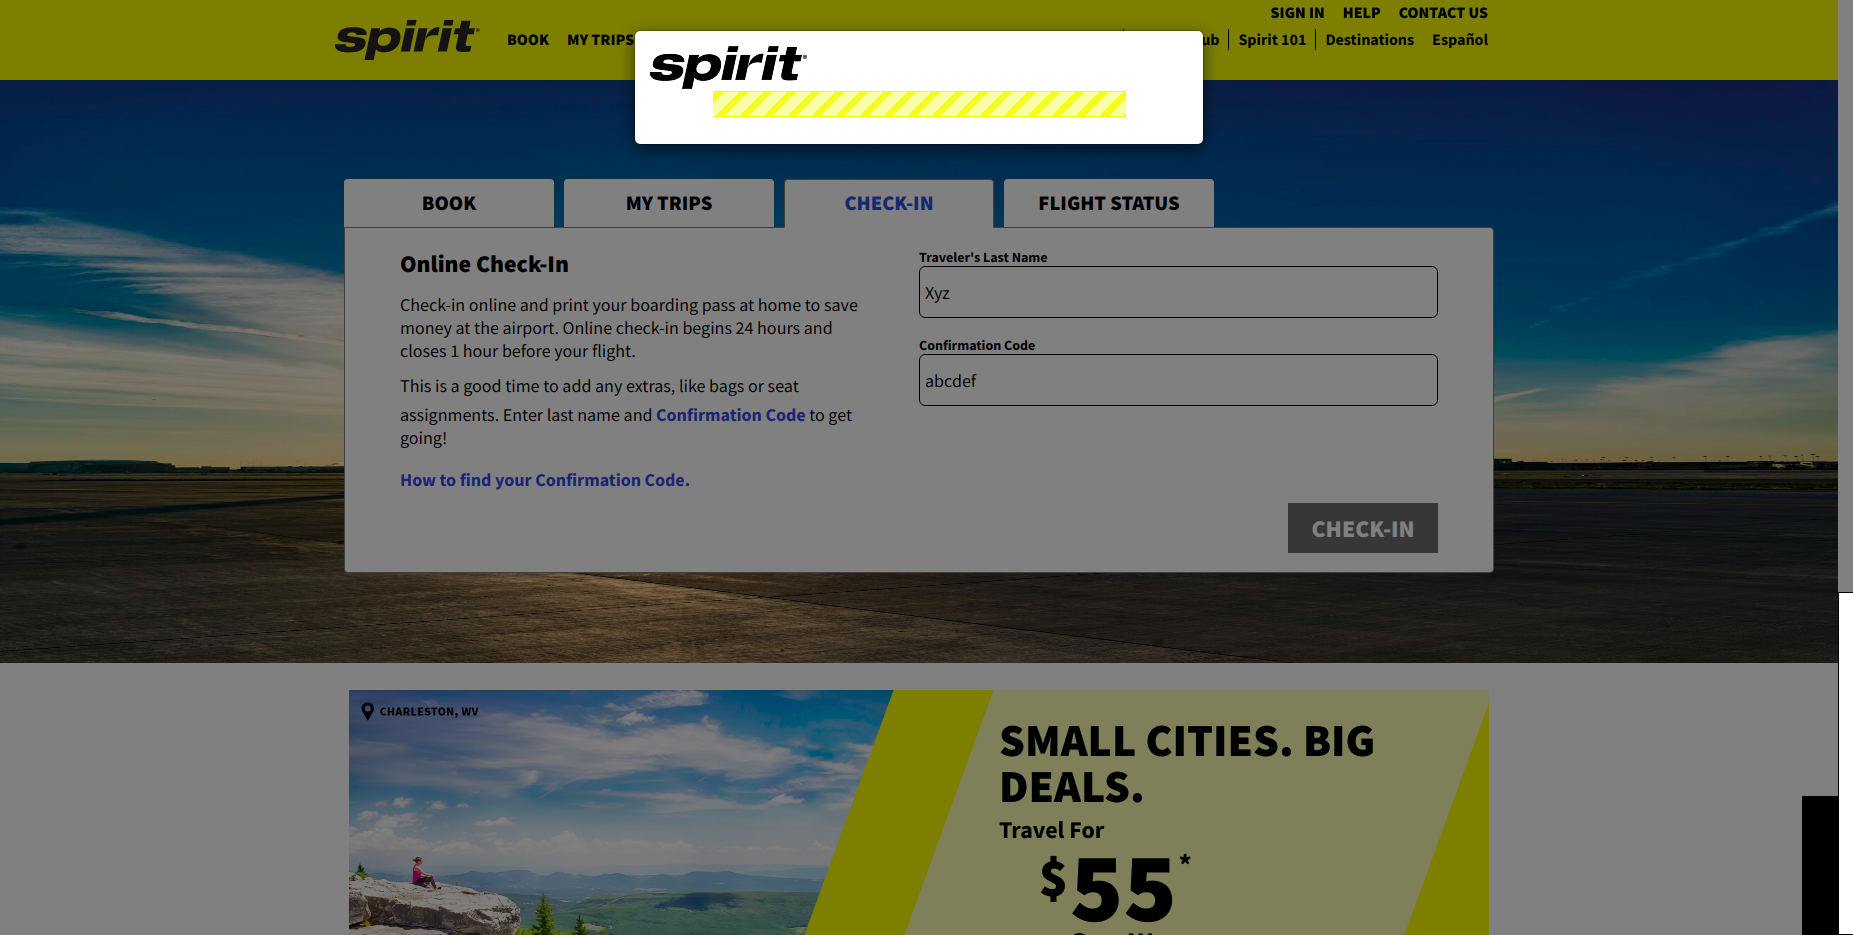 SIGN IN HELP CONTACT US
spirit BOOK MY TRIPS ub Spirit 101 Destinations Español
spirit
BOOK MY TRIPS CHECK-IN FLIGHT STATUS
Online Check-In
Check-in online and print your boarding pass at home to save
money at the airport. Online check-in begins 24 hours and
closes 1 hour before your flight.
This is a good time to add any extras, like bags or seat
assignments. Enter last name and Confirmation Code to get
going!
How to find your Confirmation Code.
Traveler's Last Name
Xyz
Confirmation Code
abcdef
CHECK-IN
CHARLESTON, WV
SMALL CITIES. BIG
DEALS.
Travel For
$55*